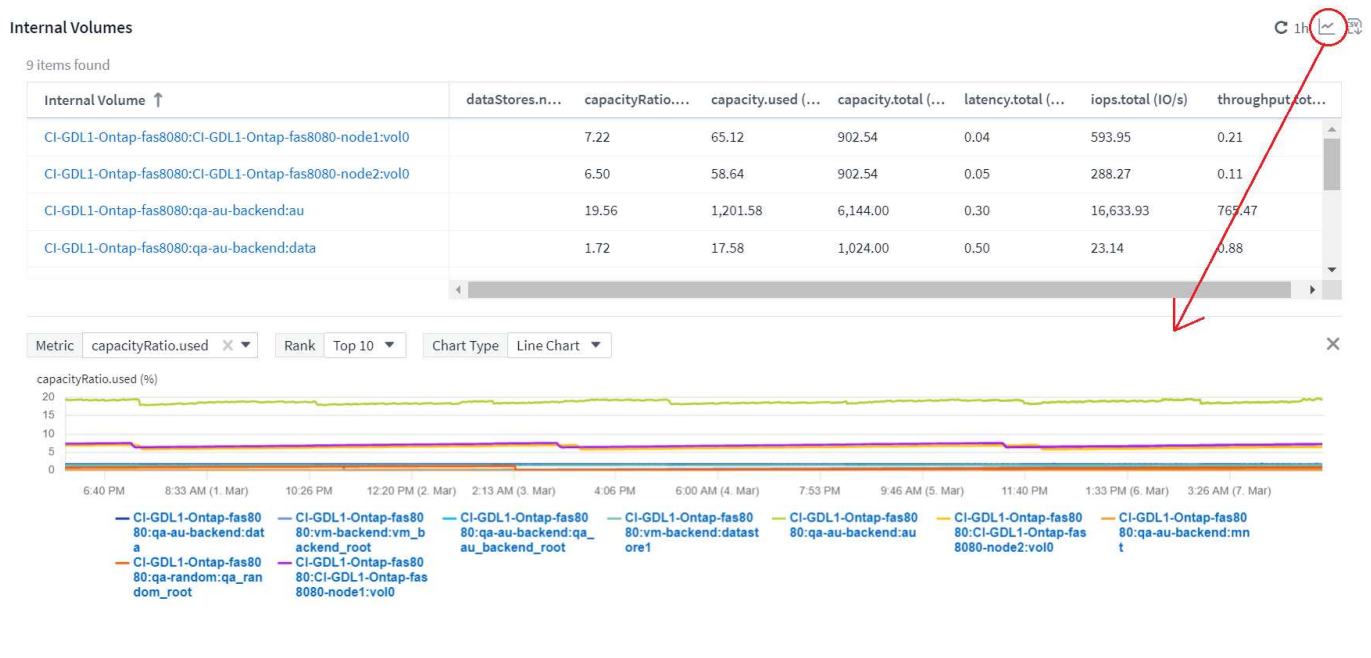 Internal Volumes
1h
CSV
9 items found
Internal Volume ↑ dataStores.n... capacityRatio.... capacity.used (... capacity.total (... latency.total (... iops.total (IO/s) throughput.tot...
CI-GDL1-Ontap-fas8080:CI-GDL1-Ontap-fas8080-node1:vol0 7.22 65.12 902.54 0.04 593.95 0.21
CI-GDL1-Ontap-fas8080:CI-GDL1-Ontap-fas8080-node2:vol0 6.50 58.64 902.54 0.05 288.27 0.11
CI-GDL1-Ontap-fas8080:qa-au-backend:au 19.56 1,201.58 6,144.00 0.30 16,633.93 765.47
CI-GDL1-Ontap-fas8080:qa-au-backend:data 1.72 17.58 1,024.00 0.50 23.14 0.88
Metric capacityRatio.used × Rank Top 10 Chart Type Line Chart
capacityRatio.used (%)
20
15
10
5
0
6:40 PM 8:33 AM (1. Mar) 10:26 PM 12:20 PM (2. Mar) 2:13 AM (3. Mar) 4:06 PM 6:00 AM (4. Mar) 7:53 PM 9:46 AM (5. Mar) 11:40 PM 1:33 PM (6. Mar) 3:26 AM (7. Mar)
CI-GDL1-Ontap-fas80
80:qa-au-backend:dat
a
CI-GDL1-Ontap-fas80
80:vm-backend:vm_b
ackend_root
CI-GDL1-Ontap-fas80
80:qa-au-backend:qa_
au_backend_root
CI-GDL1-Ontap-fas80
80:vm-backend:datast
ore1
CI-GDL1-Ontap-fas80
80:qa-au-backend:au
CI-GDL1-Ontap-fas80
80:CI-GDL1-Ontap-fas
8080-node2:vol0
CI-GDL1-Ontap-fas80
80:qa-au-backend:mn
t
CI-GDL1-Ontap-fas80
80:qa-random:qa_ran
dom_root
CI-GDL1-Ontap-fas80
80:CI-GDL1-Ontap-fas
8080-node1:vol0